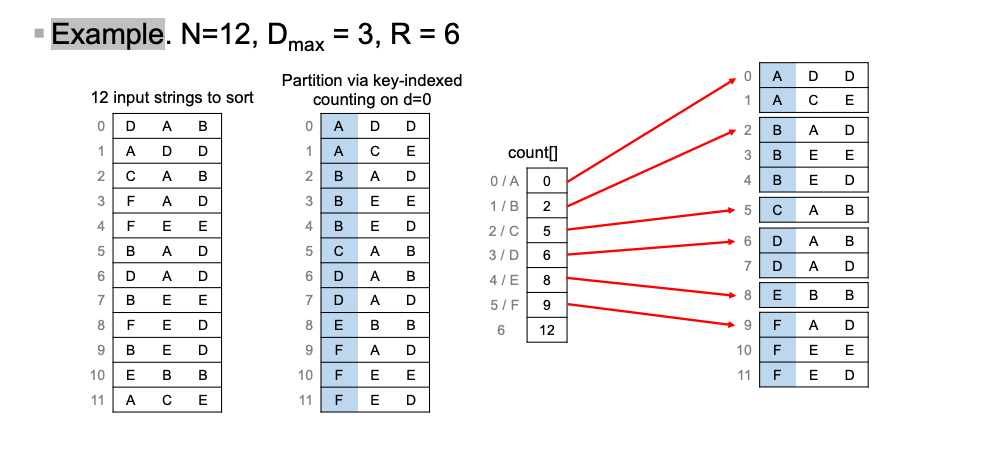 Example. N=12, Dmax = 3, R = 6
12 input strings to sort
0 D A B
1 A D D
2 C A B
3 F A D
4 F E E
5 B A D
6 D A D
7 B E E
8 F E D
9 B E D
10 E B B
11 A C E
Partition via key-indexed
counting on d=0
0 A D D
1 A C E
2 B A D
3 B E E
4 B E D
5 C A B
6 D A B
7 D A D
8 E B B
9 F A D
10 F E E
11 F E D
count[]
0 / A 0
1 / B 2
2 / C 5
3 / D 6
4 / E 8
5 / F 9
6 12
0 A D D
1 A C E
2 B A D
3 B E E
4 B E D
5 C A B
6 D A B
7 D A D
8 E B B
9 F A D
10 F E E
11 F E D